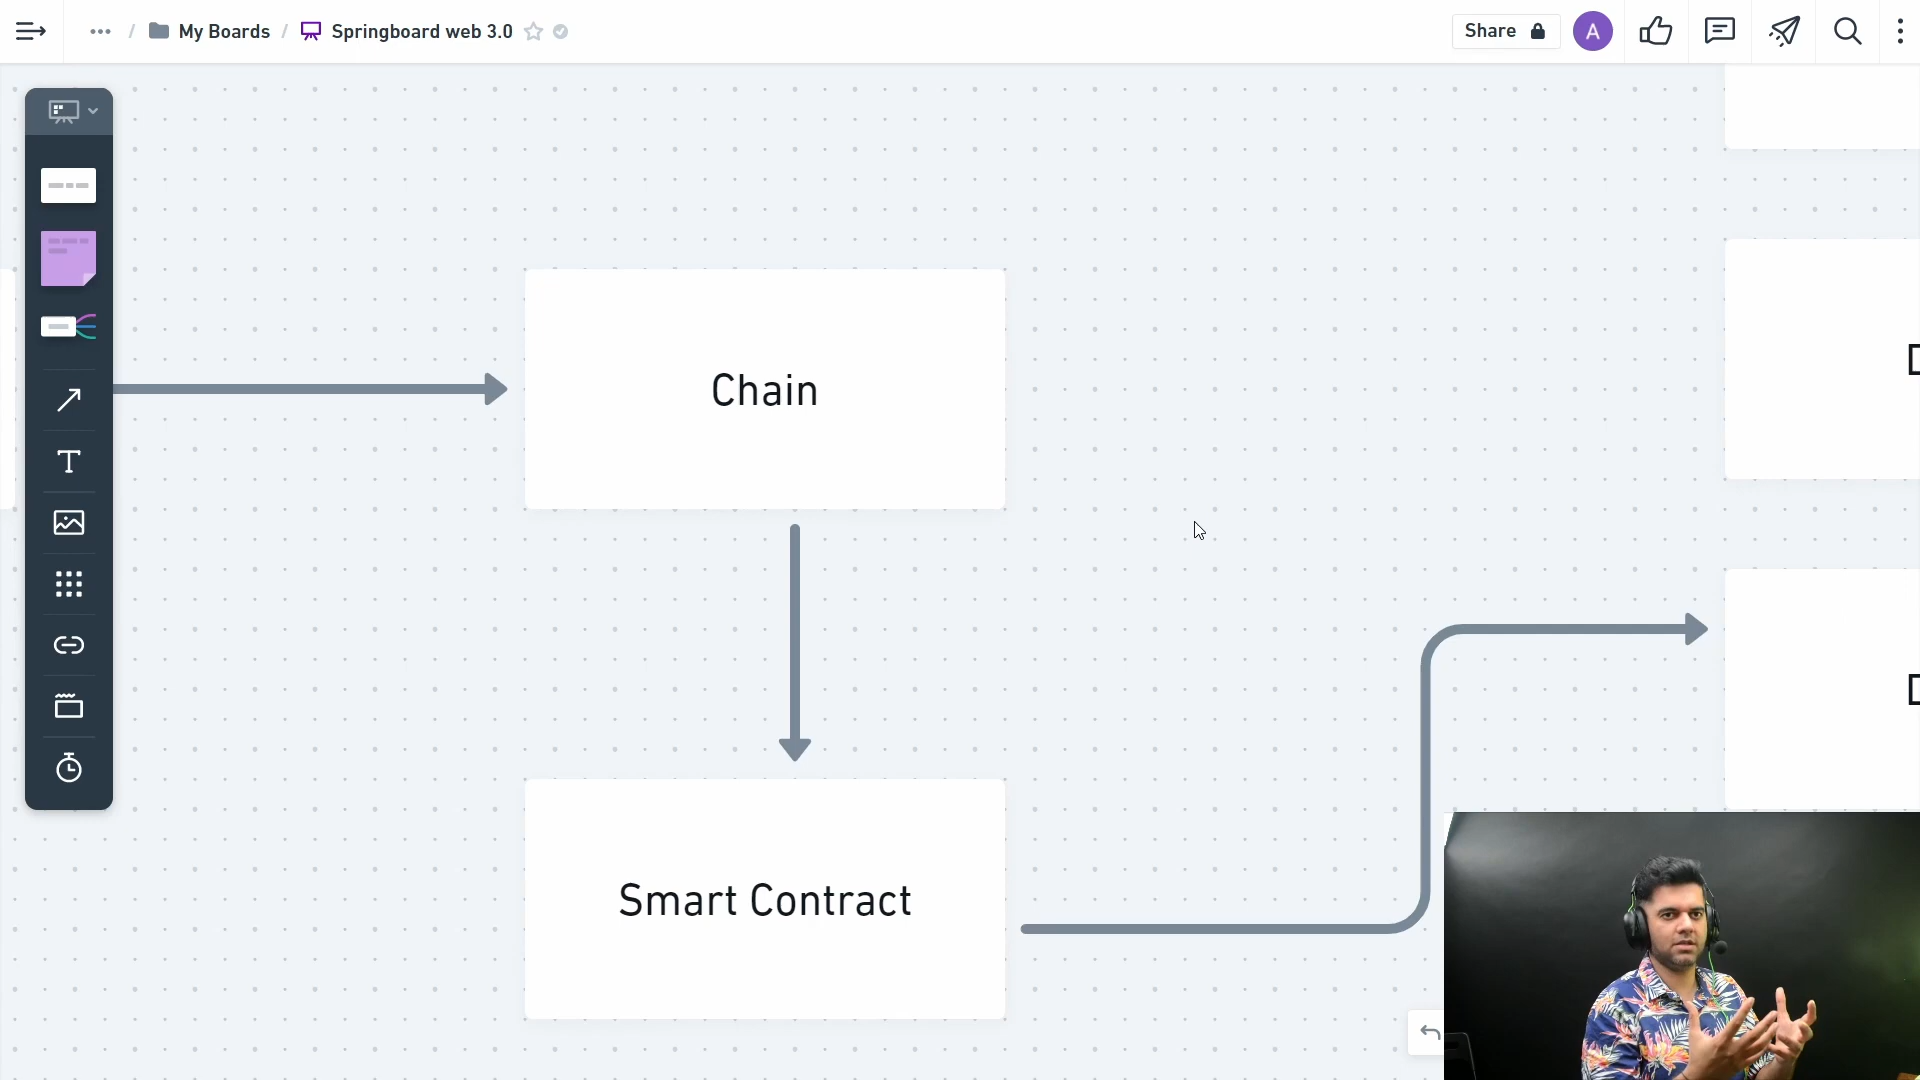 ... / My Boards / Springboard web 3.0
Share
A
Chain
Smart Contract